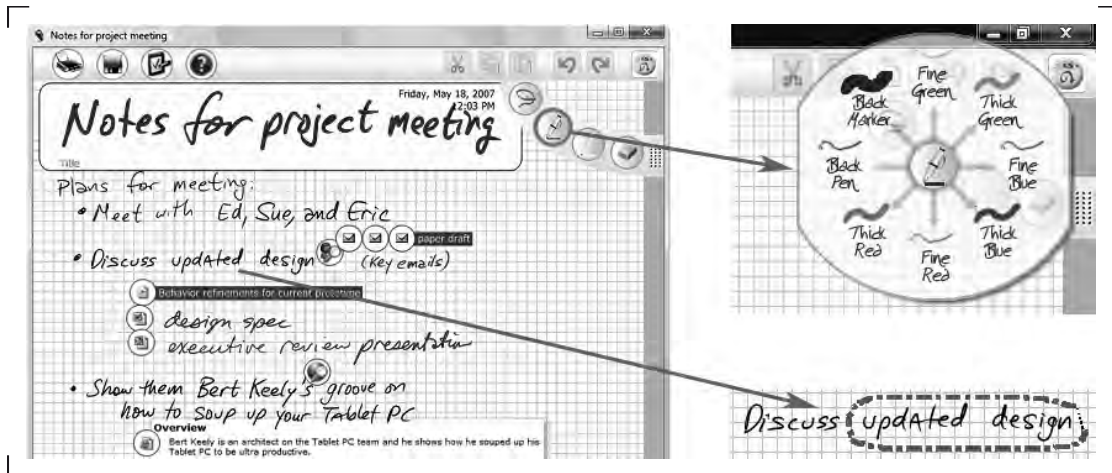 Notes for project meeting
Friday, May 18, 2007
12:03 PM
Notes for project meeting
Title
Plans for meeting:
• Meet with Ed, Sue, and Eric
paper draft
• Discuss updAted design (Key emails)
Behavior refinements for current prototype
design spec
executive review presentation
• Show them Bert Keely's groove on
how to soup up your TAblet PC
Overview
Bert Keely is an architect on the Tablet PC team and he shows how he souped up his
Tablet PC to be ultra productive.
Fine
Green
Black
Marker
Thick
Green
Black
Pen
Fine
Blue
Thick
Red
Fine
Red
Thick
Blue
Discuss updAted design